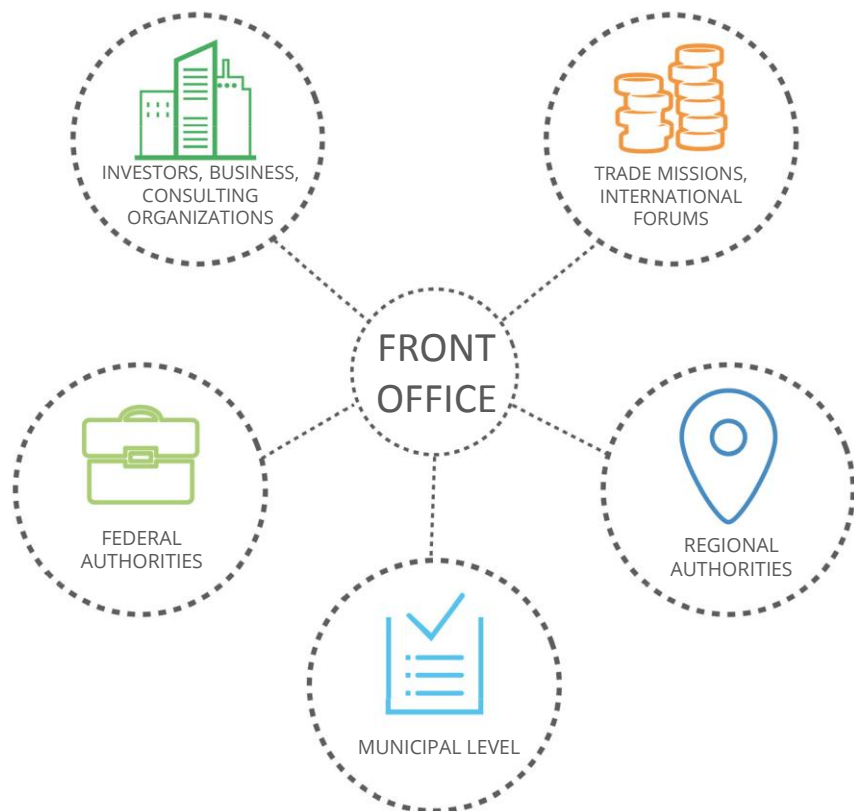 INVESTORS, BUSINESS,
CONSULTING
ORGANIZATIONS
TRADE MISSIONS,
INTERNATIONAL
FORUMS
FRONT
OFFICE
FEDERAL
AUTHORITIES
REGIONAL
AUTHORITIES
MUNICIPAL LEVEL